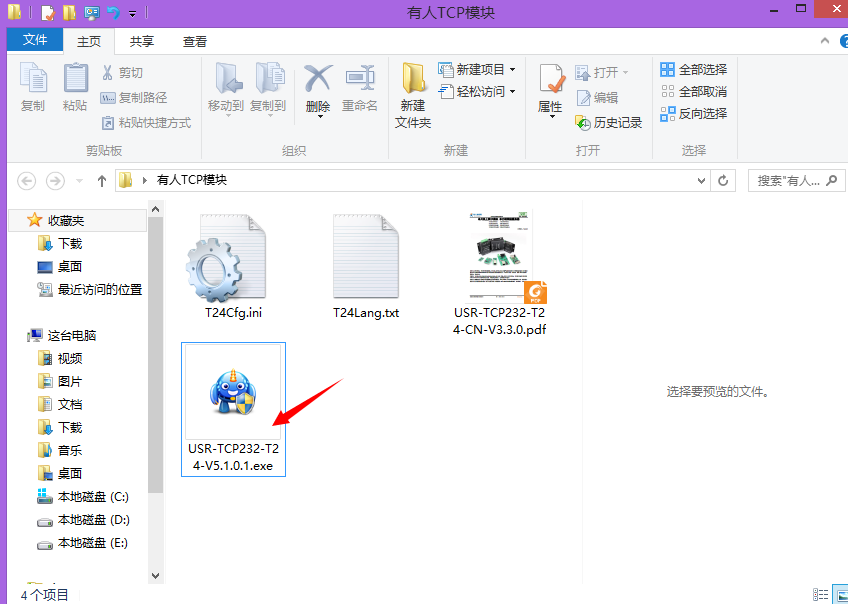 有人TCP模块
文件
主页
共享
查看
复制
粘贴
剪切
复制路径
粘贴快捷方式
剪贴板
移动到
复制到
删除
重命名
组织
新建
文件夹
新建项目
轻松访问
新建
属性
打开
编辑
历史记录
打开
全部选择
全部取消
反向选择
选择
有人TCP模块
搜索"有人...
收藏夹
下载
桌面
最近访问的位置
这台电脑
视频
图片
文档
下载
音乐
桌面
本地磁盘 (C:)
本地磁盘 (D:)
本地磁盘 (E:)
T24Cfg.ini
T24Lang.txt
USR-TCP232-T2
4-CN-V3.3.0.pdf
USR-TCP232-T2
4-V5.1.0.1.exe
选择要预览的文件。
4 个项目